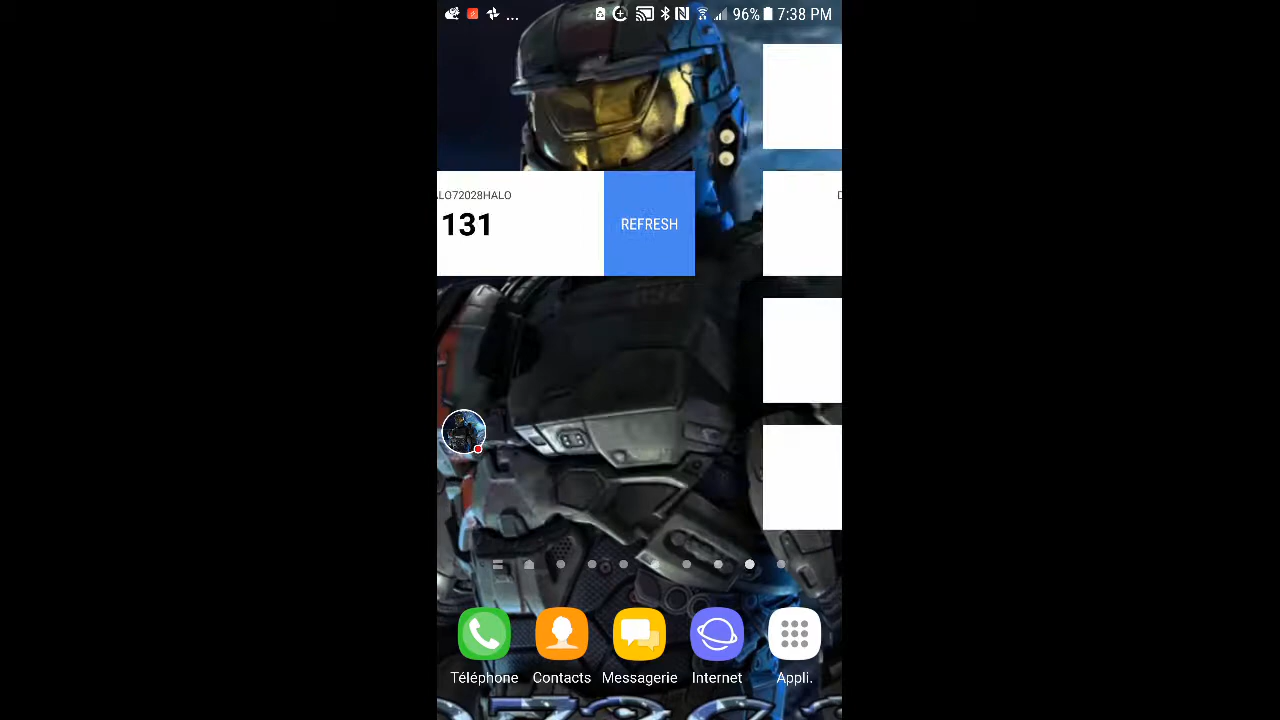 ... 96% 7:38 PM
LO72028HALO
131
REFRESH
Téléphone Contacts Messagerie Internet Appli.